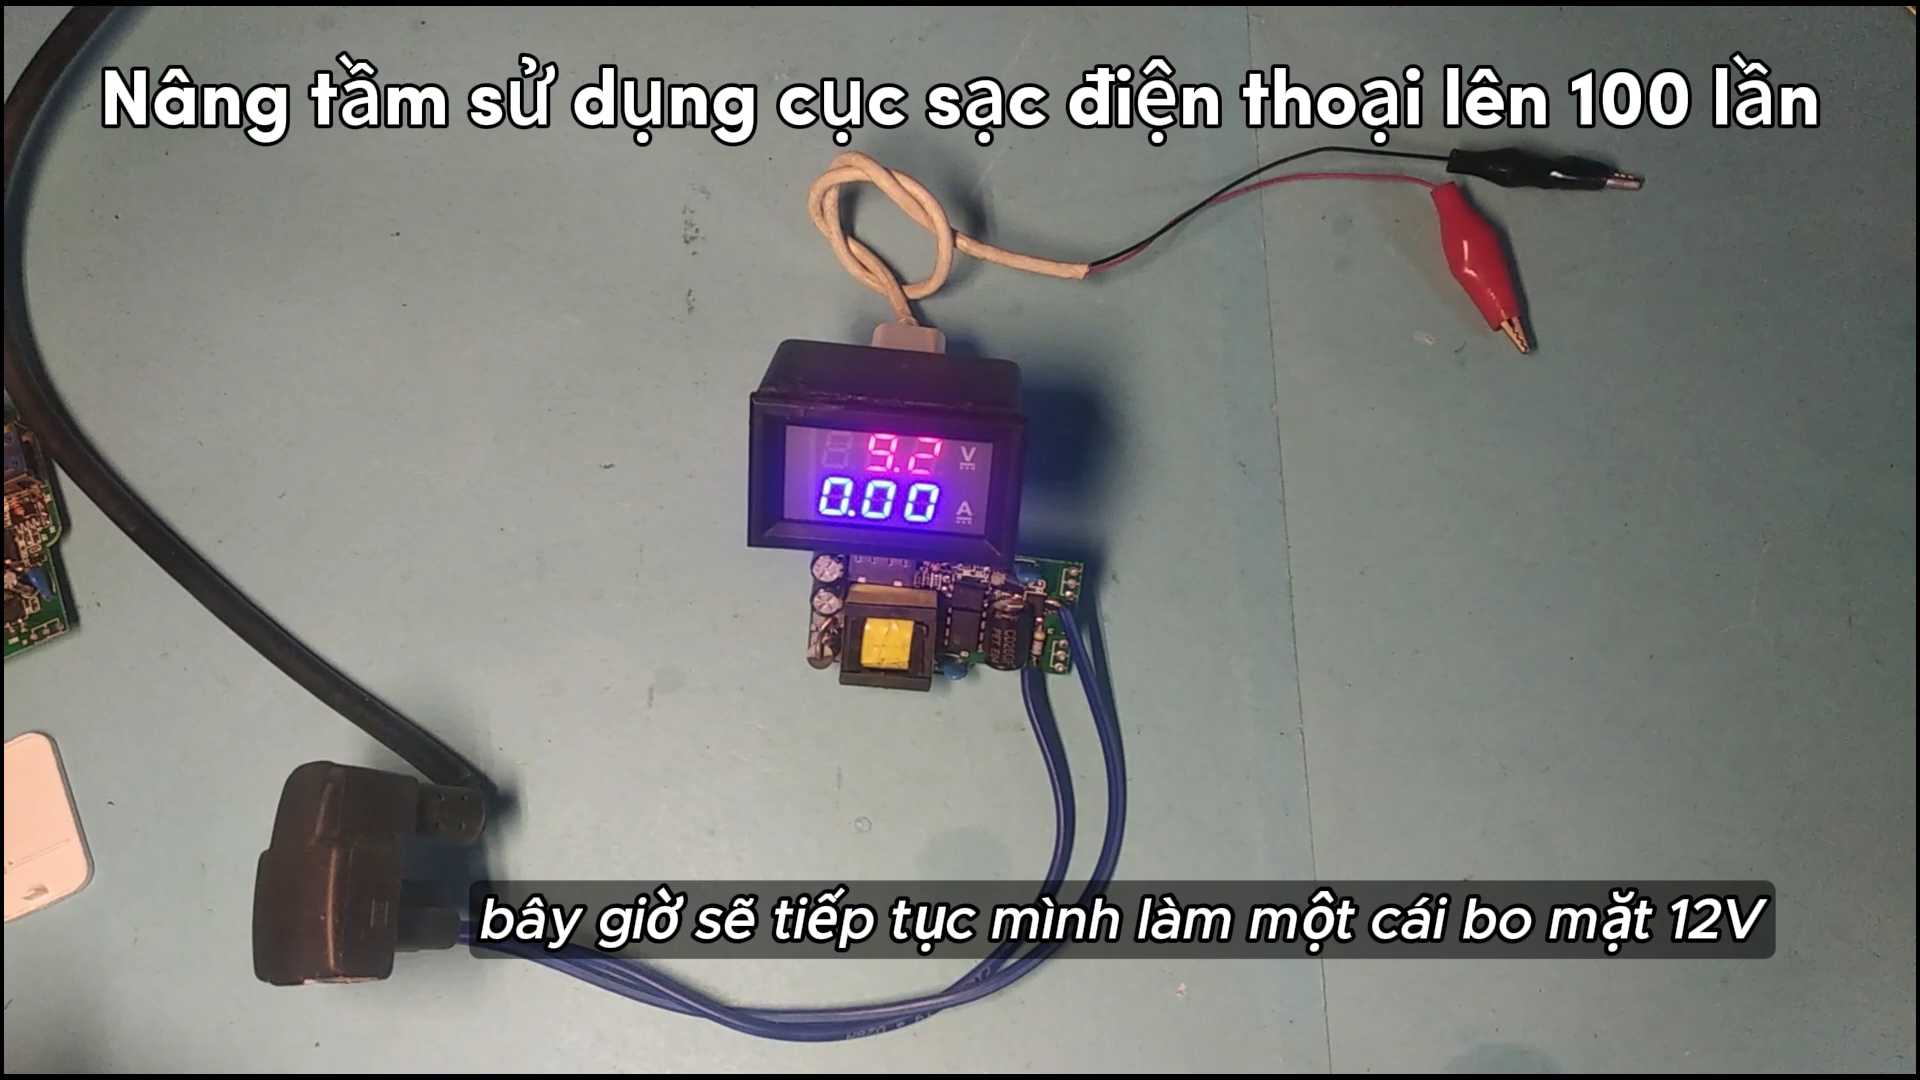 Nâng tầm sử dụng cục sạc điện thoại lên 100 lần
9.2 V
0.00 A
bây giờ sẽ tiếp tục mình làm một cái bo mặt 12V